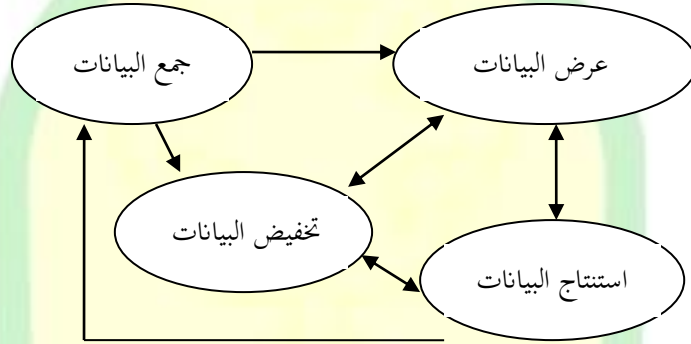 جمع البيانات
عرض البيانات
تخفيض البيانات
استنتاج البيانات